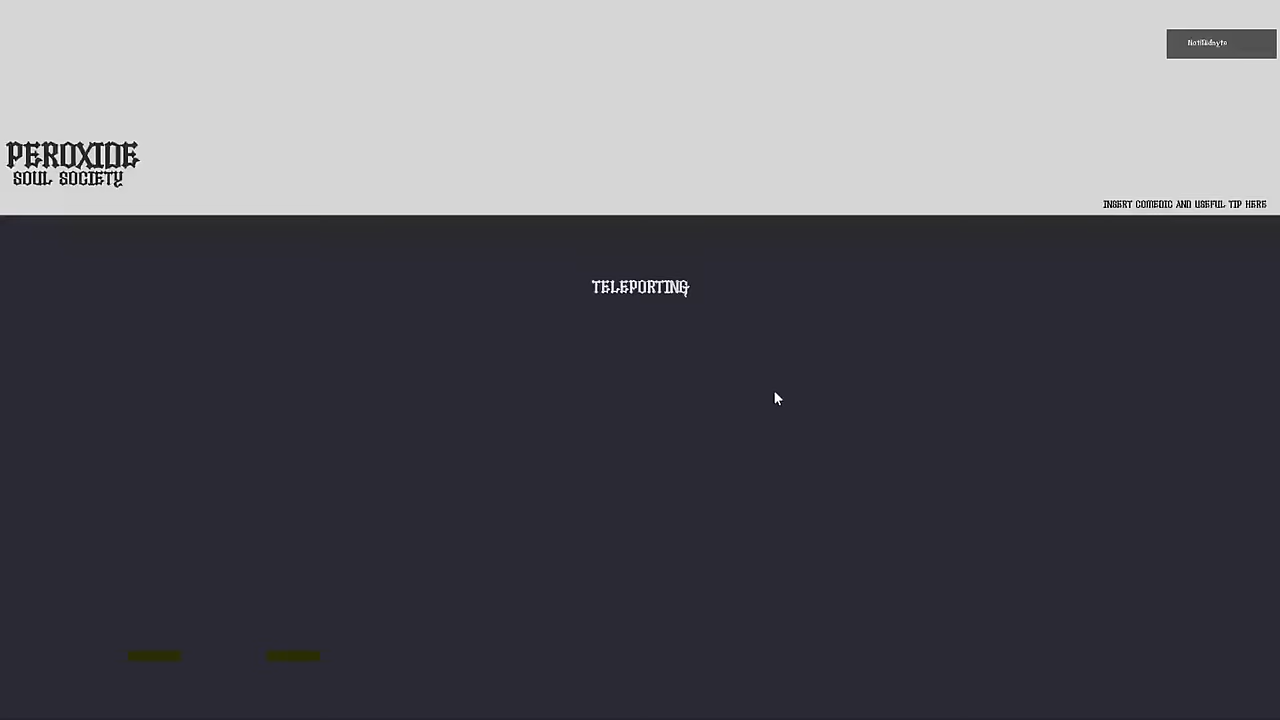 PEROXIDE
SOUL SOCIETY
INSERT COMEDIC AND USEFUL TIP HERE
TELEPORTING